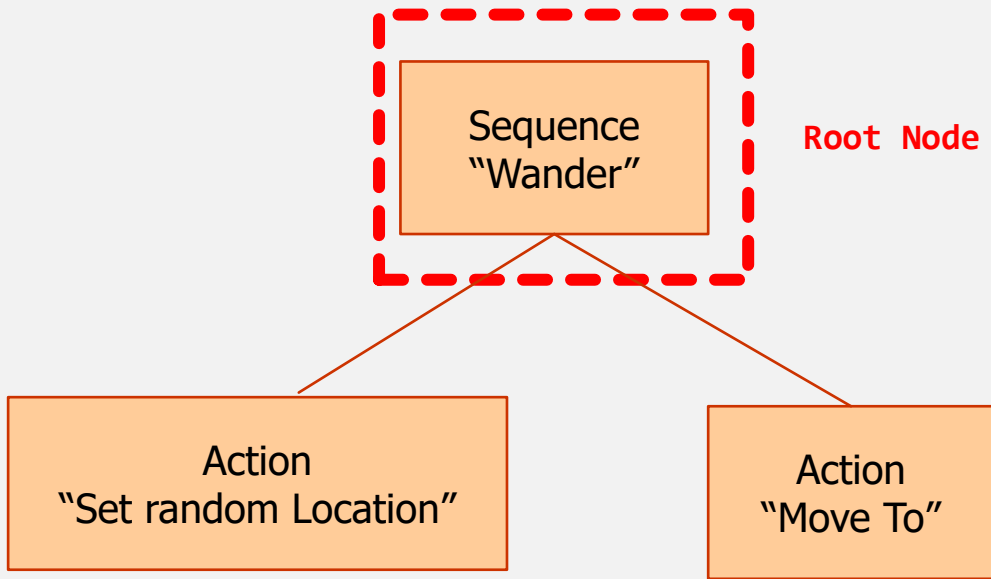 Sequence
“Wander”
Root Node
Action
“Set random Location”
Action
“Move To”